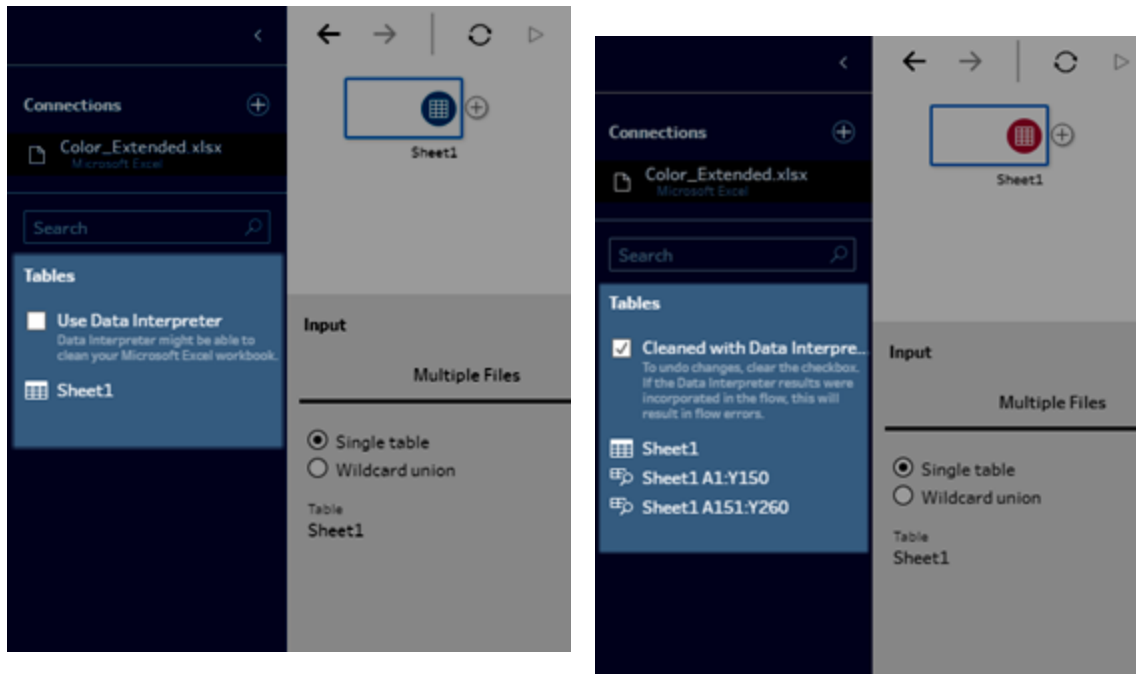 Connections
Color_Extended.xlsx
Microsoft Excel
Search
Tables
Use Data Interpreter
Data Interpreter might be able to
clean your Microsoft Excel workbook.
Sheet1
Sheet1
Input
Multiple Files
Single table
Wildcard union
Table
Sheet1
Connections
Color_Extended.xlsx
Microsoft Excel
Search
Tables
Cleaned with Data Interpre...
To undo changes, clear the checkbox.
If the Data Interpreter results were
incorporated in the flow, this will
result in flow errors.
Sheet1
Sheet1 A1:Y150
Sheet1 A151:Y260
Sheet1
Input
Multiple Files
Single table
Wildcard union
Table
Sheet1